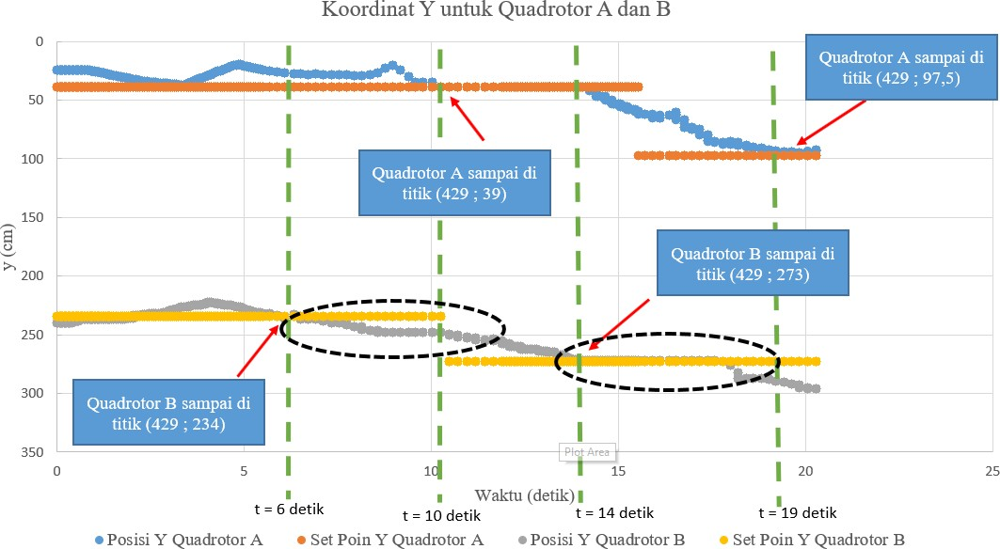 Koordinat Y untuk Quadrotor A dan B
0
50
100
150
200
250
300
350
y (cm)
Quadrotor A sampai di
titik (429 ; 97,5)
Quadrotor A sampai di
titik (429 ; 39)
Quadrotor B sampai di
titik (429 ; 273)
Quadrotor B sampai di
titik (429 ; 234)
Plot Area
0 5 10 15 20 25
Waktu (detik)
t = 6 detik t = 10 detik t = 14 detik t = 19 detik
Posisi Y Quadrotor A Set Poin Y Quadrotor A Posisi Y Quadrotor B Set Poin Y Quadrotor B